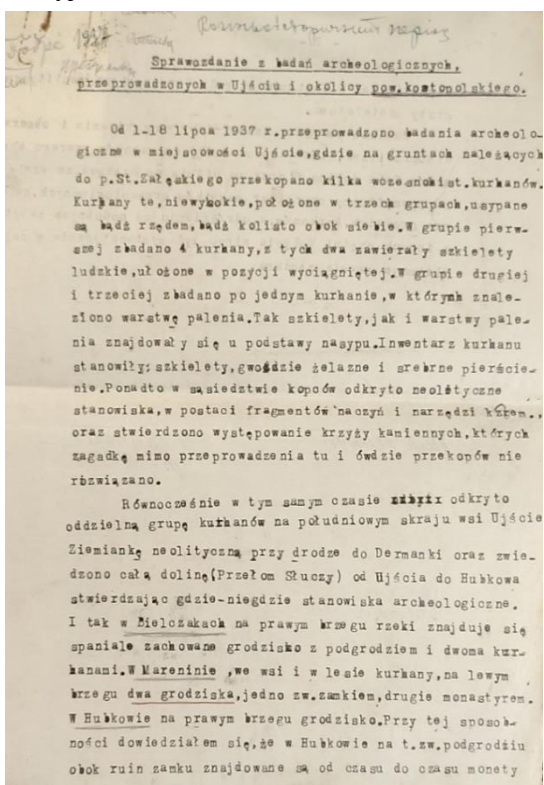 1937
Sprawozdanie z badań archeologicznych,
przeprowadzonych w Ujściu i okolicy pow.kostopolskiego.
Od 1-18 lipca 1937 r.przeprowadzono badania archeolo-
giczne w miejscowości Ujście,gdzie na gruntach należących
do p.St.Załęskiego przekopano kilka wczesnohist.kurhanów.
Kurhany te,niewysokie,położone w trzech grupach,usypane
są bądź rzędem,bądź kolisto obok siebie.W grupie pierw-
szej zbadano 4 kurhany,z tych dwa zawierały szkielety
ludzkie,ułożone w pozycji wyciągniętej.W grupie drugiej
i trzeciej zbadano po jednym kurhanie,w których znale-
ziono warstwę palenia.Tak szkielety,jak i warstwy pale-
nia znajdowały się u podstawy nasypu.Inwentarz kurhanu
stanowiły:szkielety,gwoździe żelazne i srebrne pierście-
nie.Ponadto w sąsiedztwie kopców odkryto neolityczne
stanowiska,w postaci fragmentów naczyń i narzędzi krzem.,
oraz stwierdzono występowanie krzyży kamiennych,których
zagadkę mimo przeprowadzenia tu i ówdzie przekopów nie
rozwiązano.
Równocześnie w tym samym czasie odkryto
oddzielną grupę kurhanów na południowym skraju wsi Ujście
Ziemiankę neolityczną przy drodze do Dermanki oraz zwie-
dzono całą dolinę(Przełom Słuczy) od Ujścia do Hubkowa
stwierdzając gdzie-niegdzie stanowiska archeologiczne.
I tak w Bielczakach na prawym brzegu rzeki znajduje się
spaniale zachowane grodzisko z podgrodziem i dwoma kur-
hanami.W Mareninie ,we wsi i w lesie kurhany,na lewym
brzegu dwa grodziska,jedno zw.zamkiem,drugie monastyrem.
W Hubkowie na prawym brzegu grodzisko.Przy tej sposob-
ności dowiedziałem się,że w Hubkowie na t.zw.podgrodziu
obok ruin zamku znajdowane są od czasu do czasu monety